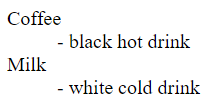 Coffee
- black hot drink
Milk
- white cold drink